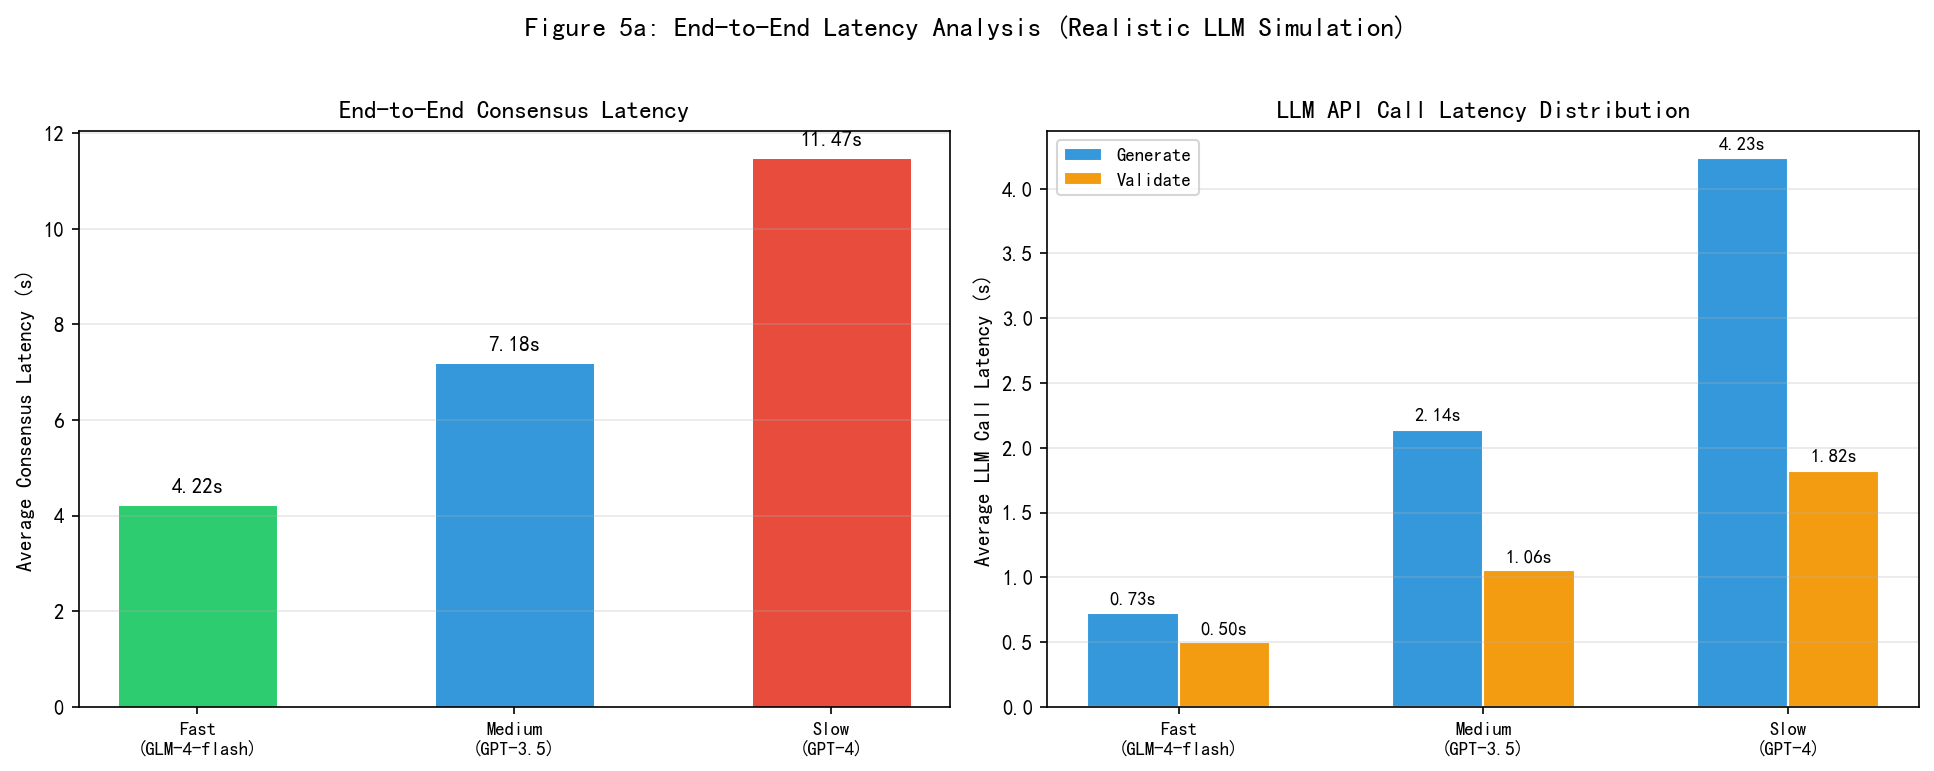 Figure 5a: End-to-End Latency Analysis (Realistic LLM Simulation)
End-to-End Consensus Latency
Average Consensus Latency (s)
12
10
8
6
4
2
0
4.22s
7.18s
11.47s
Fast
(GLM-4-flash)
Medium
(GPT-3.5)
Slow
(GPT-4)
LLM API Call Latency Distribution
Generate
Validate
Average LLM Call Latency (s)
4.0
3.5
3.0
2.5
2.0
1.5
1.0
0.5
0.0
0.73s
0.50s
2.14s
1.06s
4.23s
1.82s
Fast
(GLM-4-flash)
Medium
(GPT-3.5)
Slow
(GPT-4)